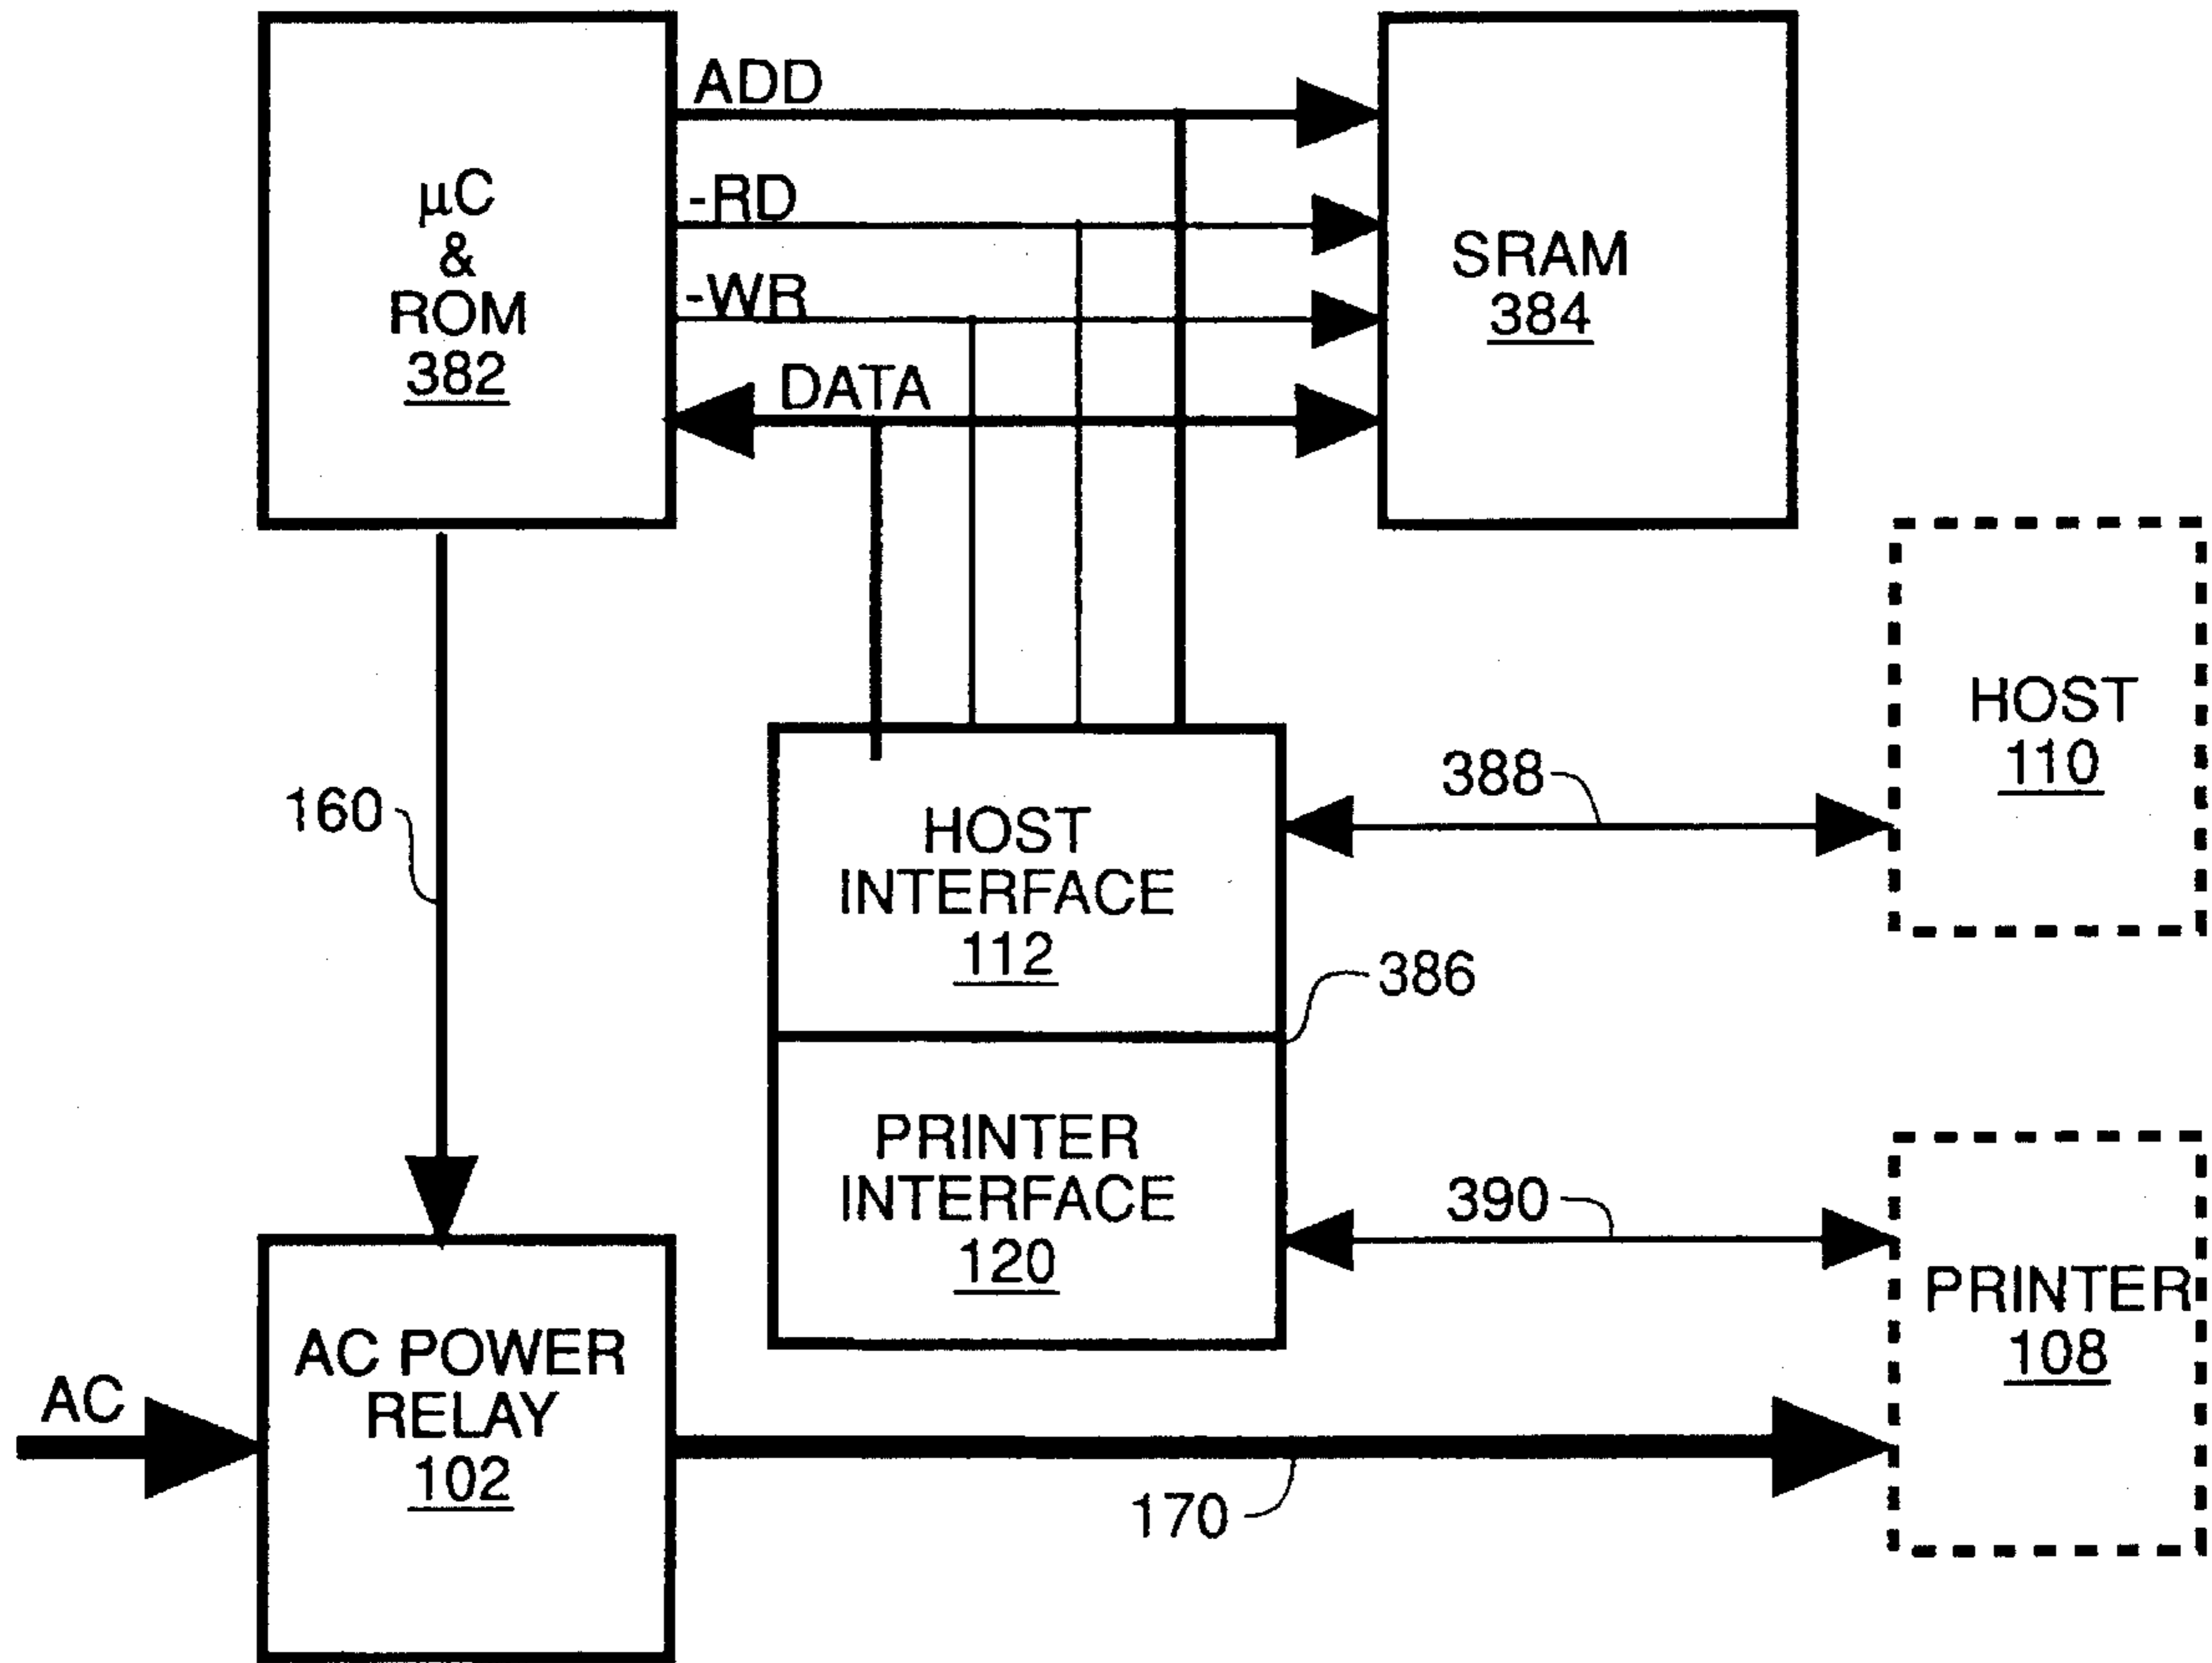 µC
&
ROM
382
ADD
-RD
-WR
DATA
SRAM
384
HOST
110
388
160
HOST
INTERFACE
112
386
PRINTER
INTERFACE
120
390
PRINTER
108
AC POWER
RELAY
102
AC
170